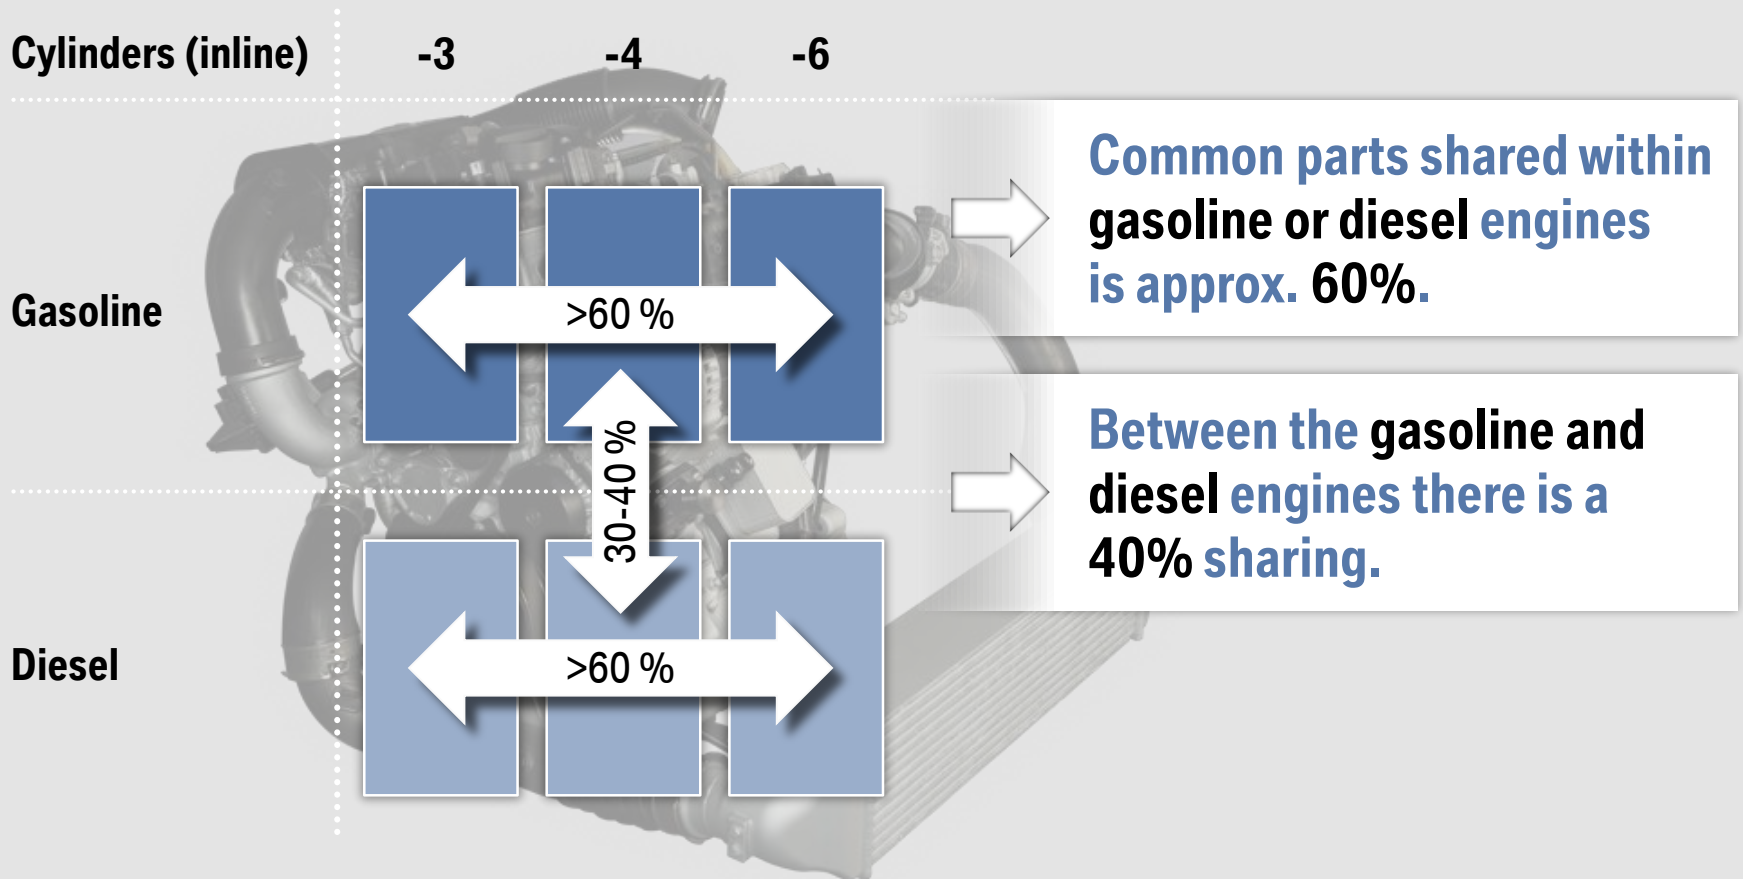 Cylinders (inline) -3 -4 -6
Common parts shared within
gasoline or diesel engines
is approx. 60%.
Gasoline
>60 %
30-40 %
Between the gasoline and
diesel engines there is a
40% sharing.
Diesel
>60 %